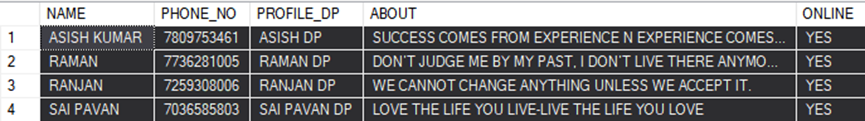 NAME PHONE_NO PROFILE_DP ABOUT ONLINE
1 ASISH KUMAR 7809753461 ASISH DP SUCCESS COMES FROM EXPERIENCE N EXPERIENCE COMES... YES
2 RAMAN 7736281005 RAMAN DP DON'T JUDGE ME BY MY PAST, I DON'T LIVE THERE ANYMO... YES
3 RANJAN 7259308006 RANJAN DP WE CANNOT CHANGE ANYTHING UNLESS WE ACCEPT IT. YES
4 SAI PAVAN 7036585803 SAI PAVAN DP LOVE THE LIFE YOU LIVE-LIVE THE LIFE YOU LOVE YES